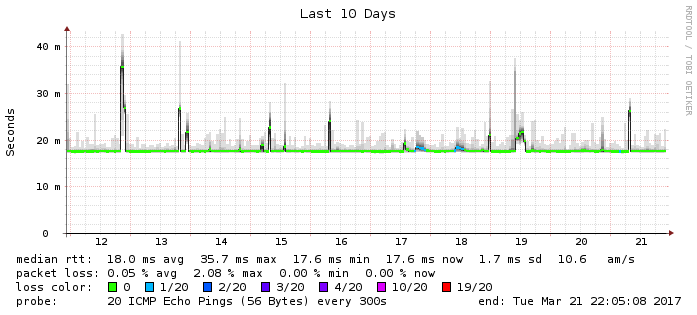 Last 10 Days
RRDTOOL / TOBI OETIKER
Seconds
40 m
30 m
20 m
10 m
0
12 13 14 15 16 17 18 19 20 21
median rtt: 18.0 ms avg 35.7 ms max 17.6 ms min 17.6 ms now 1.7 ms sd 10.6 am/s
packet loss: 0.05 % avg 2.08 % max 0.00 % min 0.00 % now
loss color: 0 1/20 2/20 3/20 4/20 10/20 19/20
probe: 20 ICMP Echo Pings (56 Bytes) every 300s end: Tue Mar 21 22:05:08 2017